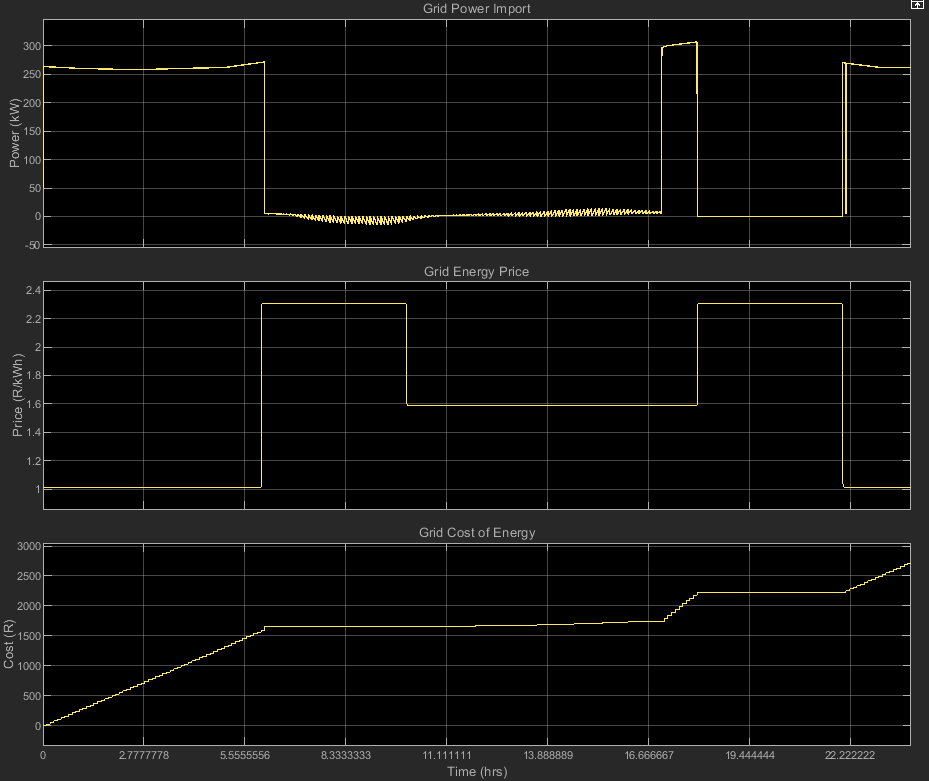 Grid Power Import
300
250
200
150
100
50
0
-50
Power (kW)
Grid Energy Price
2.4
2.2
2
1.8
1.6
1.4
1.2
1
Price (R/kWh)
Grid Cost of Energy
3000
2500
2000
1500
1000
500
0
Cost (R)
0 2.7777778 5.5555556 8.3333333 11.111111 13.888889 16.666667 19.444444 22.222222
Time (hrs)